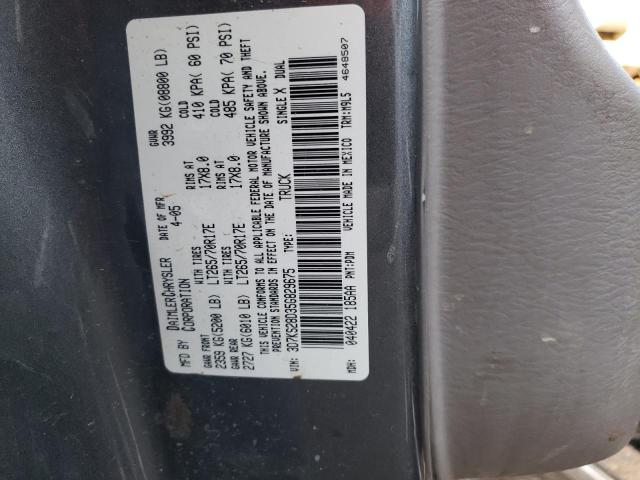 MFD BY DAIMLERCHRYSLER CORPORATION DATE OF MFR 4-05 GVWR 3992 KG(08800 LB)
GAWR FRONT 2359 KG(5200 LB) WITH TIRES LT265/70R17E RIMS AT 17X8.0 COLD 410 KPA( 60 PSI)
GAWR REAR 2727 KG(6010 LB) WITH TIRES LT265/70R17E RIMS AT 17X8.0 COLD 485 KPA( 70 PSI)
THIS VEHICLE CONFORMS TO ALL APPLICABLE FEDERAL MOTOR VEHICLE SAFETY AND THEFT
PREVENTION STANDARDS IN EFFECT ON THE DATE OF MANUFACTURE SHOWN ABOVE.
VIN: 3D7KS28D35G829675 TYPE: TRUCK SINGLE X DUAL
MDH: 040422 185AA PNT:PDM VEHICLE MADE IN MEXICO TRM:M9L5 4648507